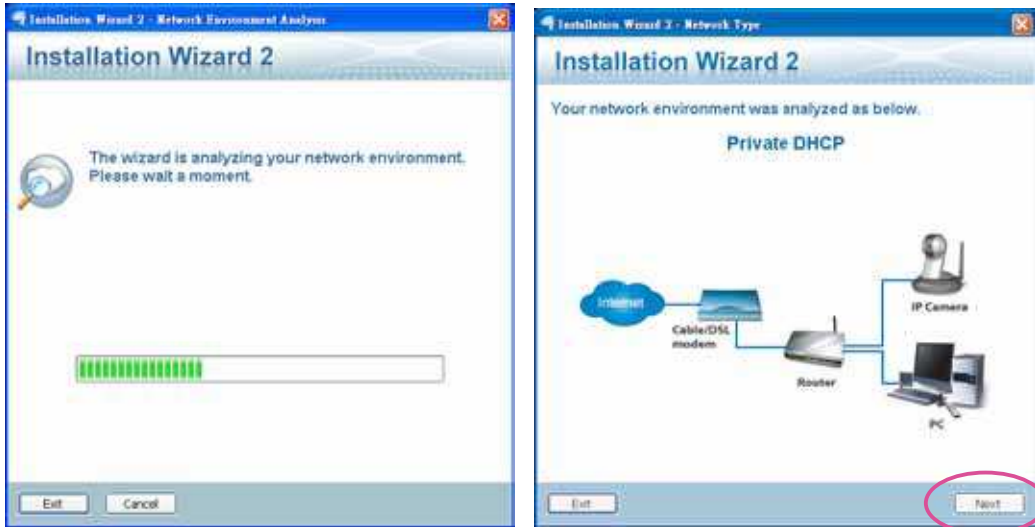 Installation Wizard 2 - Network Environment Analysis
Installation Wizard 2
The wizard is analyzing your network environment.
Please wait a moment.
Exit
Cancel
Installation Wizard 2 - Network Type
Installation Wizard 2
Your network environment was analyzed as below.
Private DHCP
Internet
Cable/DSL
modem
Router
IP Camera
PC
Exit
Next